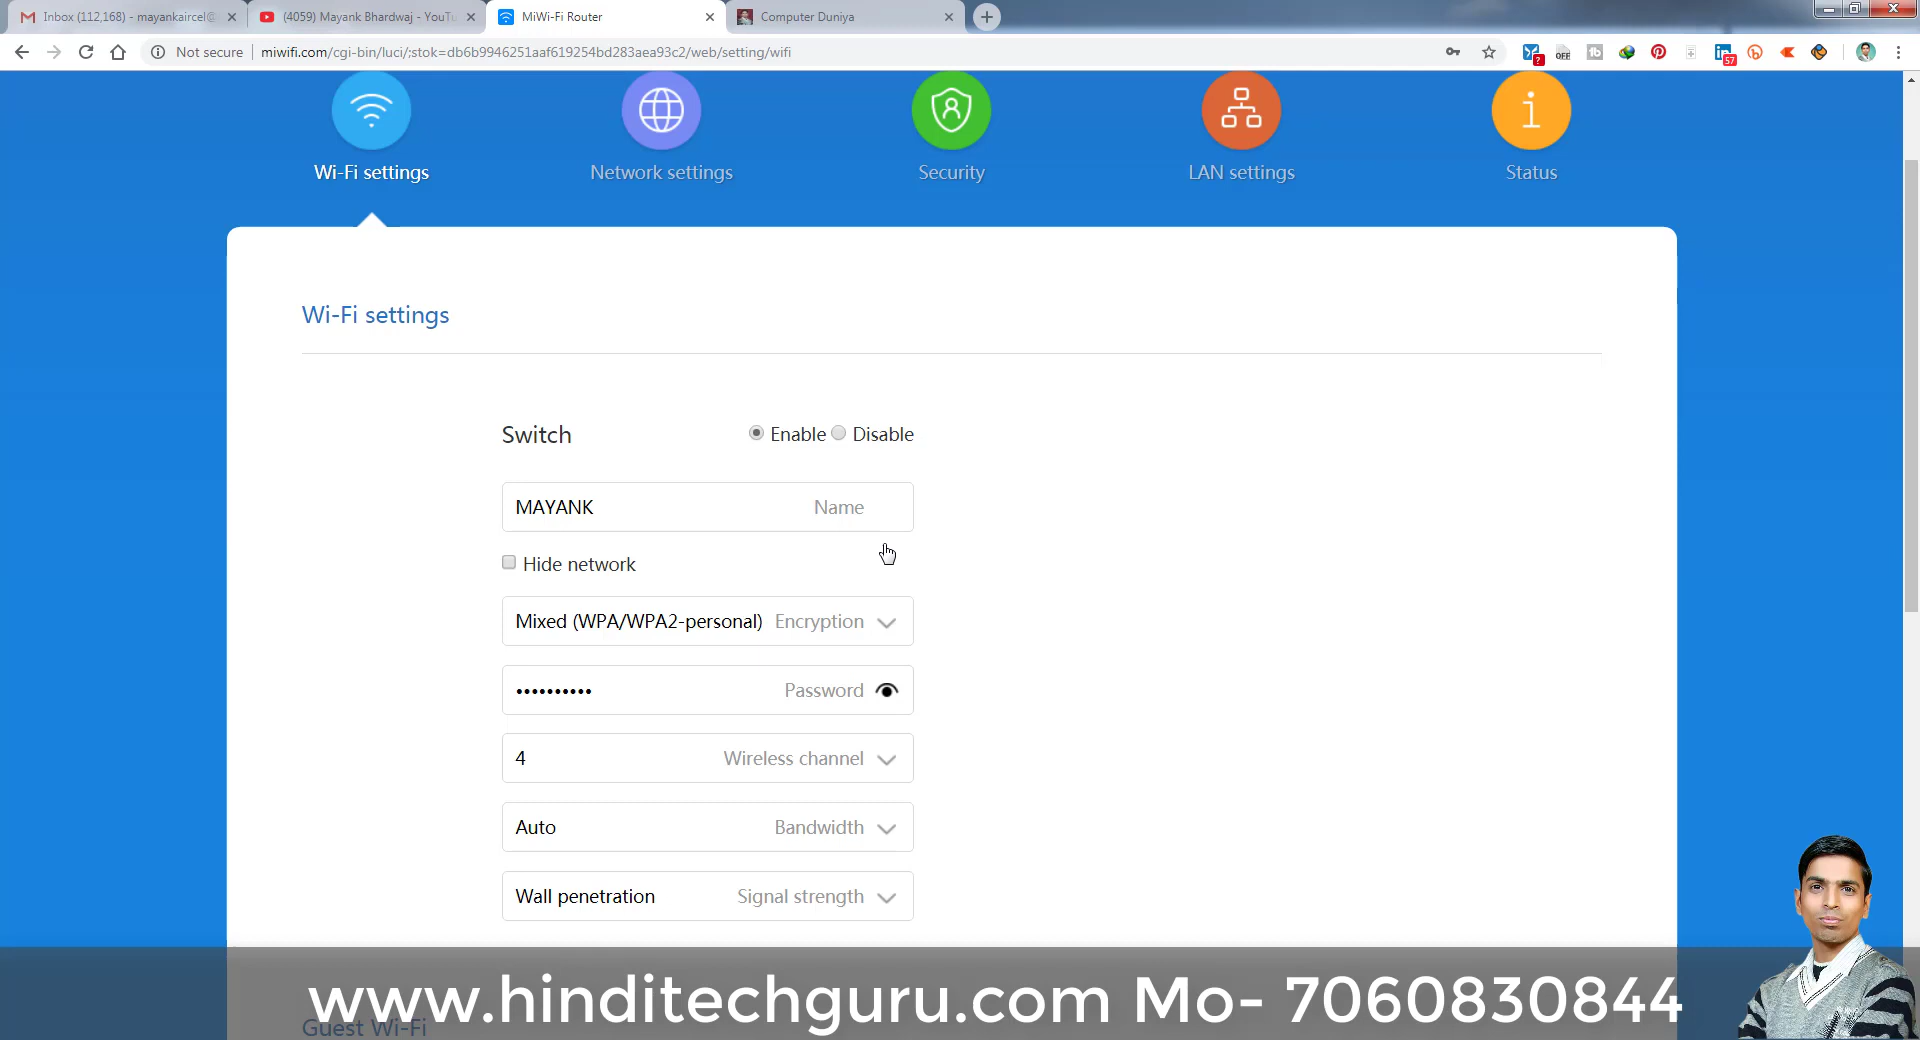 Inbox (112,168) - mayankaircel@
(4059) Mayank Bhardwaj - YouTu
MiWi-Fi Router
Computer Duniya
Not secure
miwifi.com/cgi-bin/luci/;stok=db6b9946251aaf619254bd283aea93c2/web/setting/wifi
?
OFF
57
Wi-Fi settings
Network settings
Security
LAN settings
Status
Wi-Fi settings
Switch Enable Disable
MAYANK Name
Hide network
Mixed (WPA/WPA2-personal) Encryption
•••••••••• Password
4 Wireless channel
Auto Bandwidth
Wall penetration Signal strength
www.hinditechguru.com Mo- 7060830844
Guest Wi-Fi